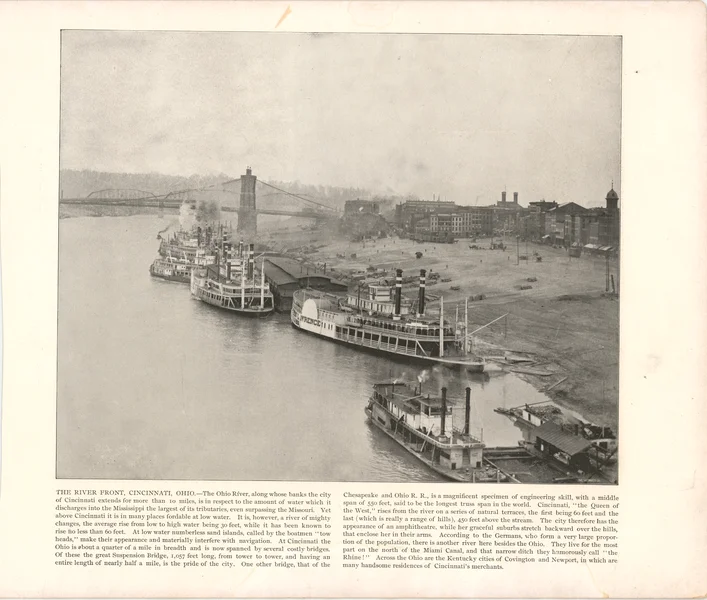 THE RIVER FRONT, CINCINNATI, OHIO.—The Ohio River, along whose banks the city
of Cincinnati extends for more than 10 miles, is in respect to the amount of water which it
discharges into the Mississippi the largest of its tributaries, even surpassing the Missouri. Yet
above Cincinnati it is in many places fordable at low water. It is, however, a river of mighty
changes, the average rise from low to high water being 50 feet, while it has been known to
rise no less than 60 feet. At low water numberless sand islands, called by the boatmen "tow
heads," make their appearance and materially interfere with navigation. At Cincinnati the
Ohio is about a quarter of a mile in breadth and is now spanned by several costly bridges.
Of these the great Suspension Bridge, 1,057 feet long, from tower to tower, and having an
entire length of nearly half a mile, is the pride of the city. One other bridge, that of the
Chesapeake and Ohio R. R., is a magnificent specimen of engineering skill, with a middle
span of 550 feet, said to be the longest truss span in the world. Cincinnati, "the Queen of
the West," rises from the river on a series of natural terraces, the first being 60 feet and the
last (which is really a range of hills), 450 feet above the stream. The city therefore has the
appearance of an amphitheatre, while her graceful suburbs stretch backward over the hills,
that enclose her in their arms. According to the Germans, who form a very large propor-
tion of the population, there is another river here besides the Ohio. They live for the most
part on the north of the Miami Canal, and that narrow ditch they humorously call "the
Rhine!" Across the Ohio are the Kentucky cities of Covington and Newport, in which are
many handsome residences of Cincinnati's merchants.